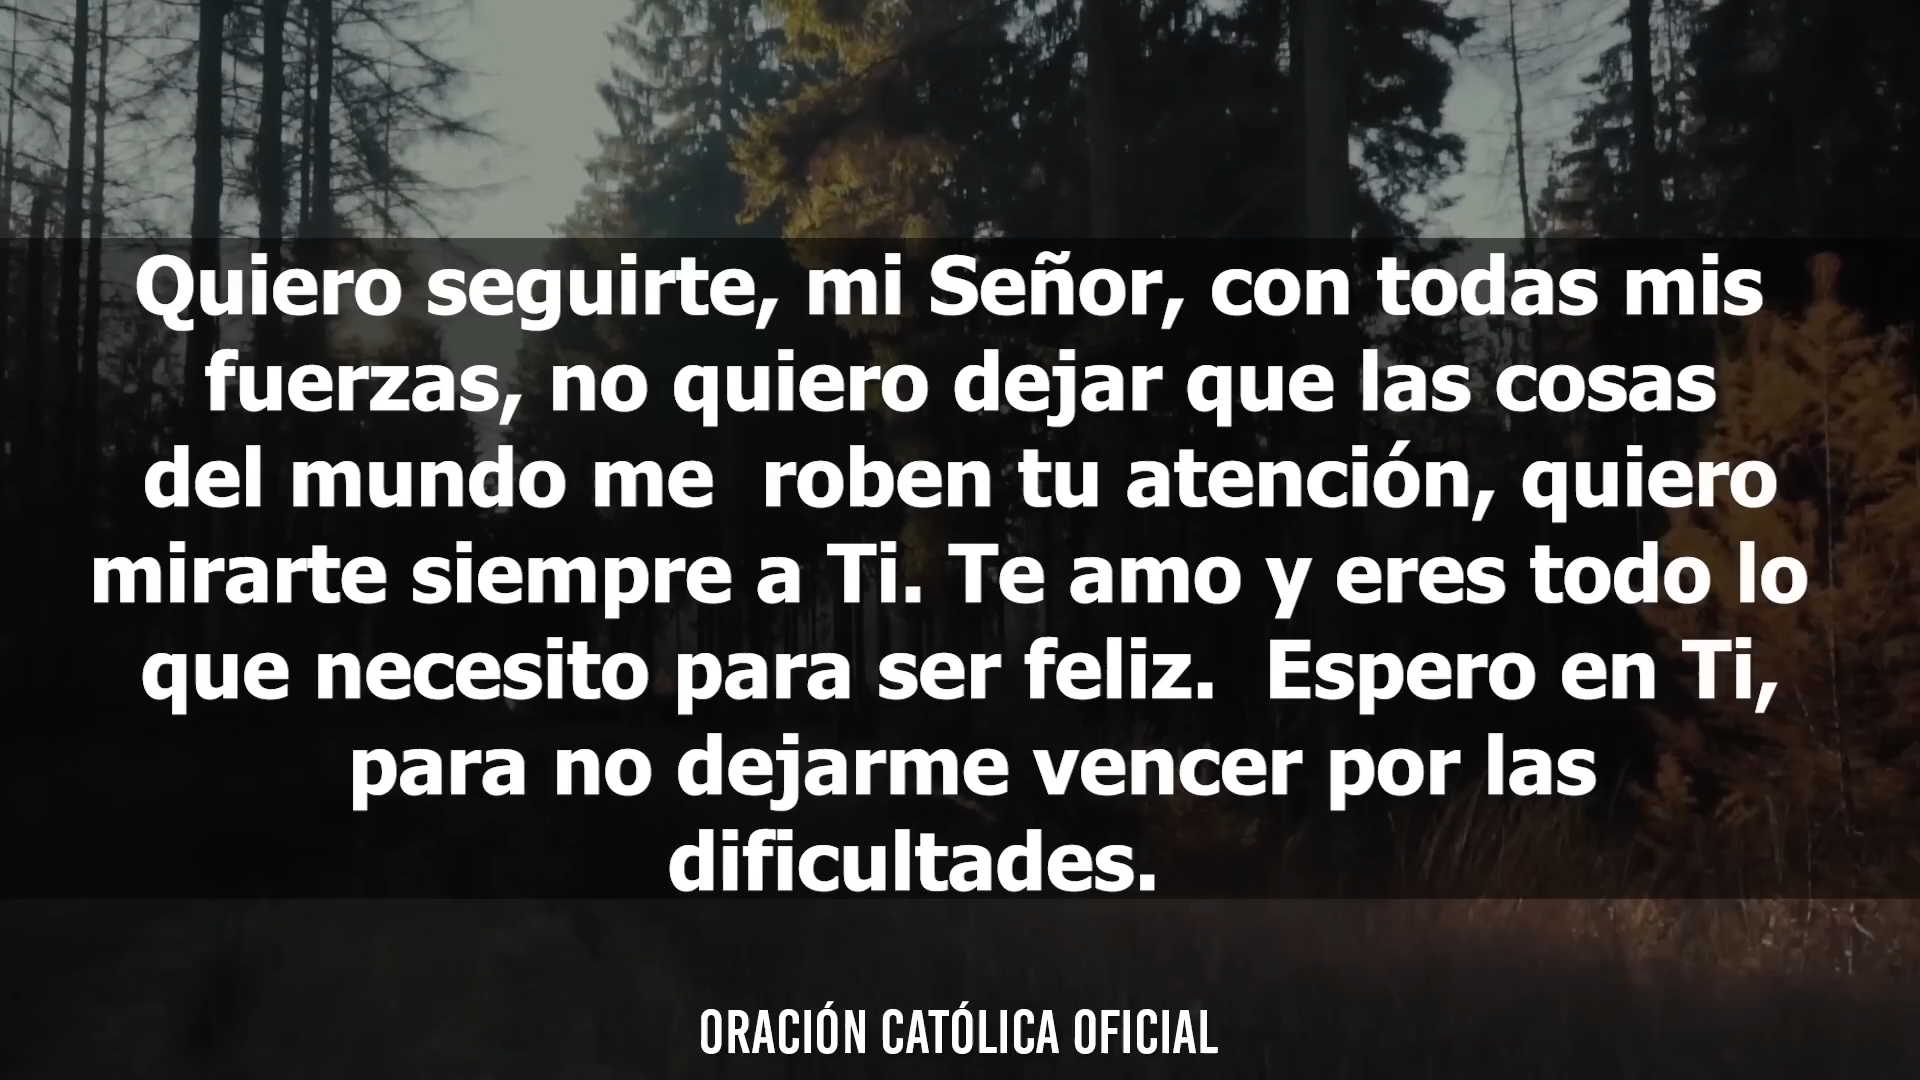 Quiero seguirte, mi Señor, con todas mis
fuerzas, no quiero dejar que las cosas
del mundo me  roben tu atención, quiero
mirarte siempre a Ti. Te amo y eres todo lo
que necesito para ser feliz.  Espero en Ti,
para no dejarme vencer por las
dificultades.
ORACIÓN CATÓLICA OFICIAL